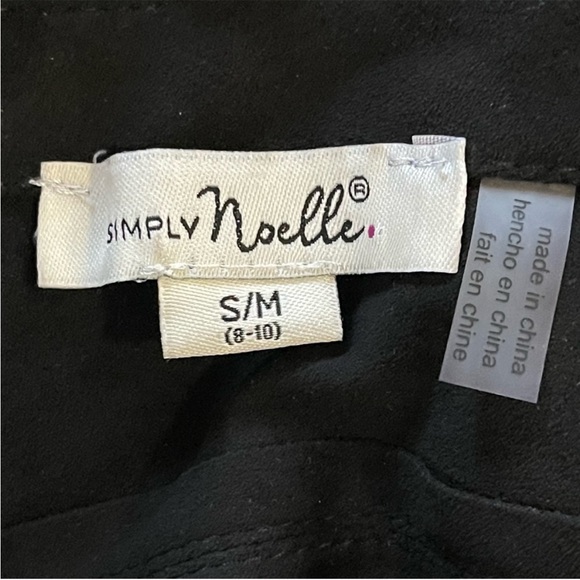 SIMPLY Noelle.®
S/M
(8-10)
made in china
hencho en china
fait en chine